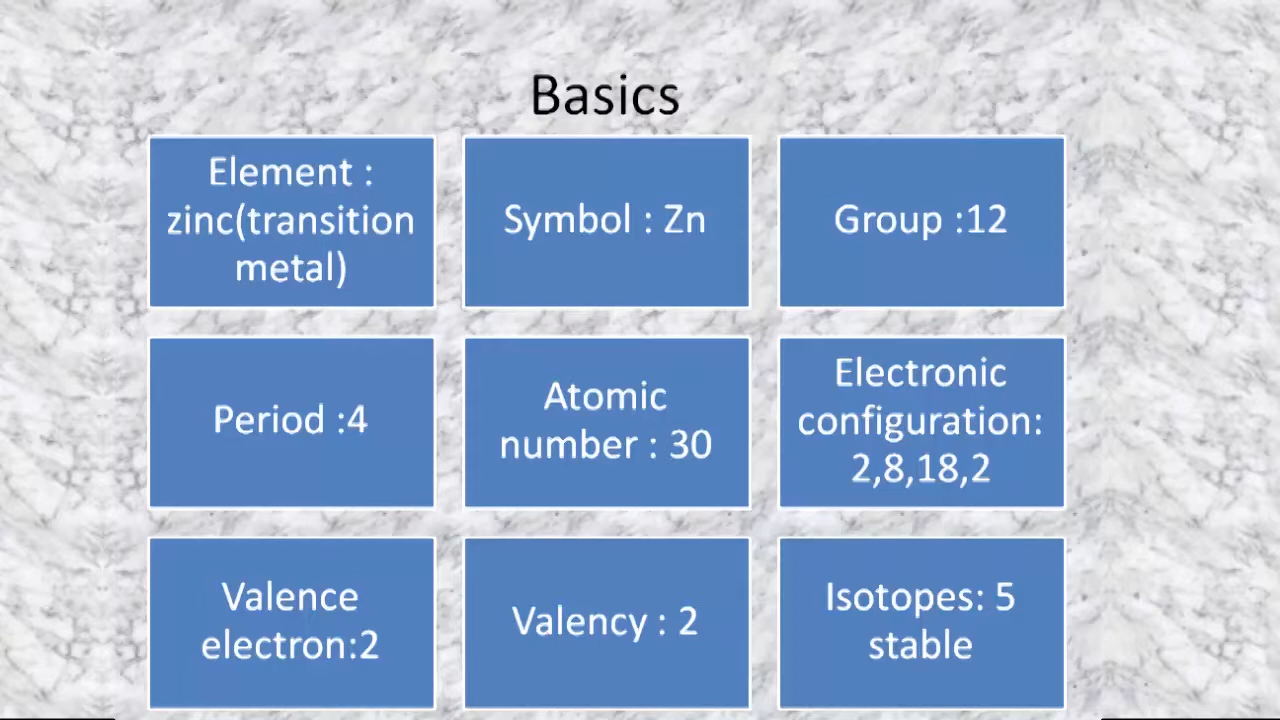 Basics
Element :
zinc(transition
metal)
Symbol : Zn
Group :12
Period :4
Atomic
number : 30
Electronic
configuration:
2,8,18,2
Valence
electron:2
Valency : 2
Isotopes: 5
stable